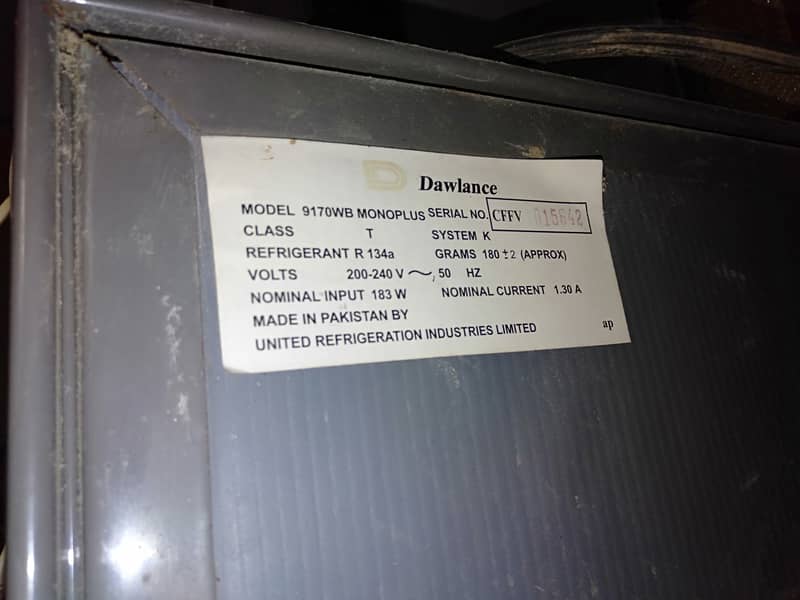 Dawlance
MODEL 9170WB MONOPLUS SERIAL NO. CFFV 015642
CLASS T SYSTEM K
REFRIGERANT R 134a GRAMS 180 ±2 (APPROX)
VOLTS 200-240 V ~, 50 HZ
NOMINAL INPUT 183 W NOMINAL CURRENT 1.30 A
MADE IN PAKISTAN BY
UNITED REFRIGERATION INDUSTRIES LIMITED ap